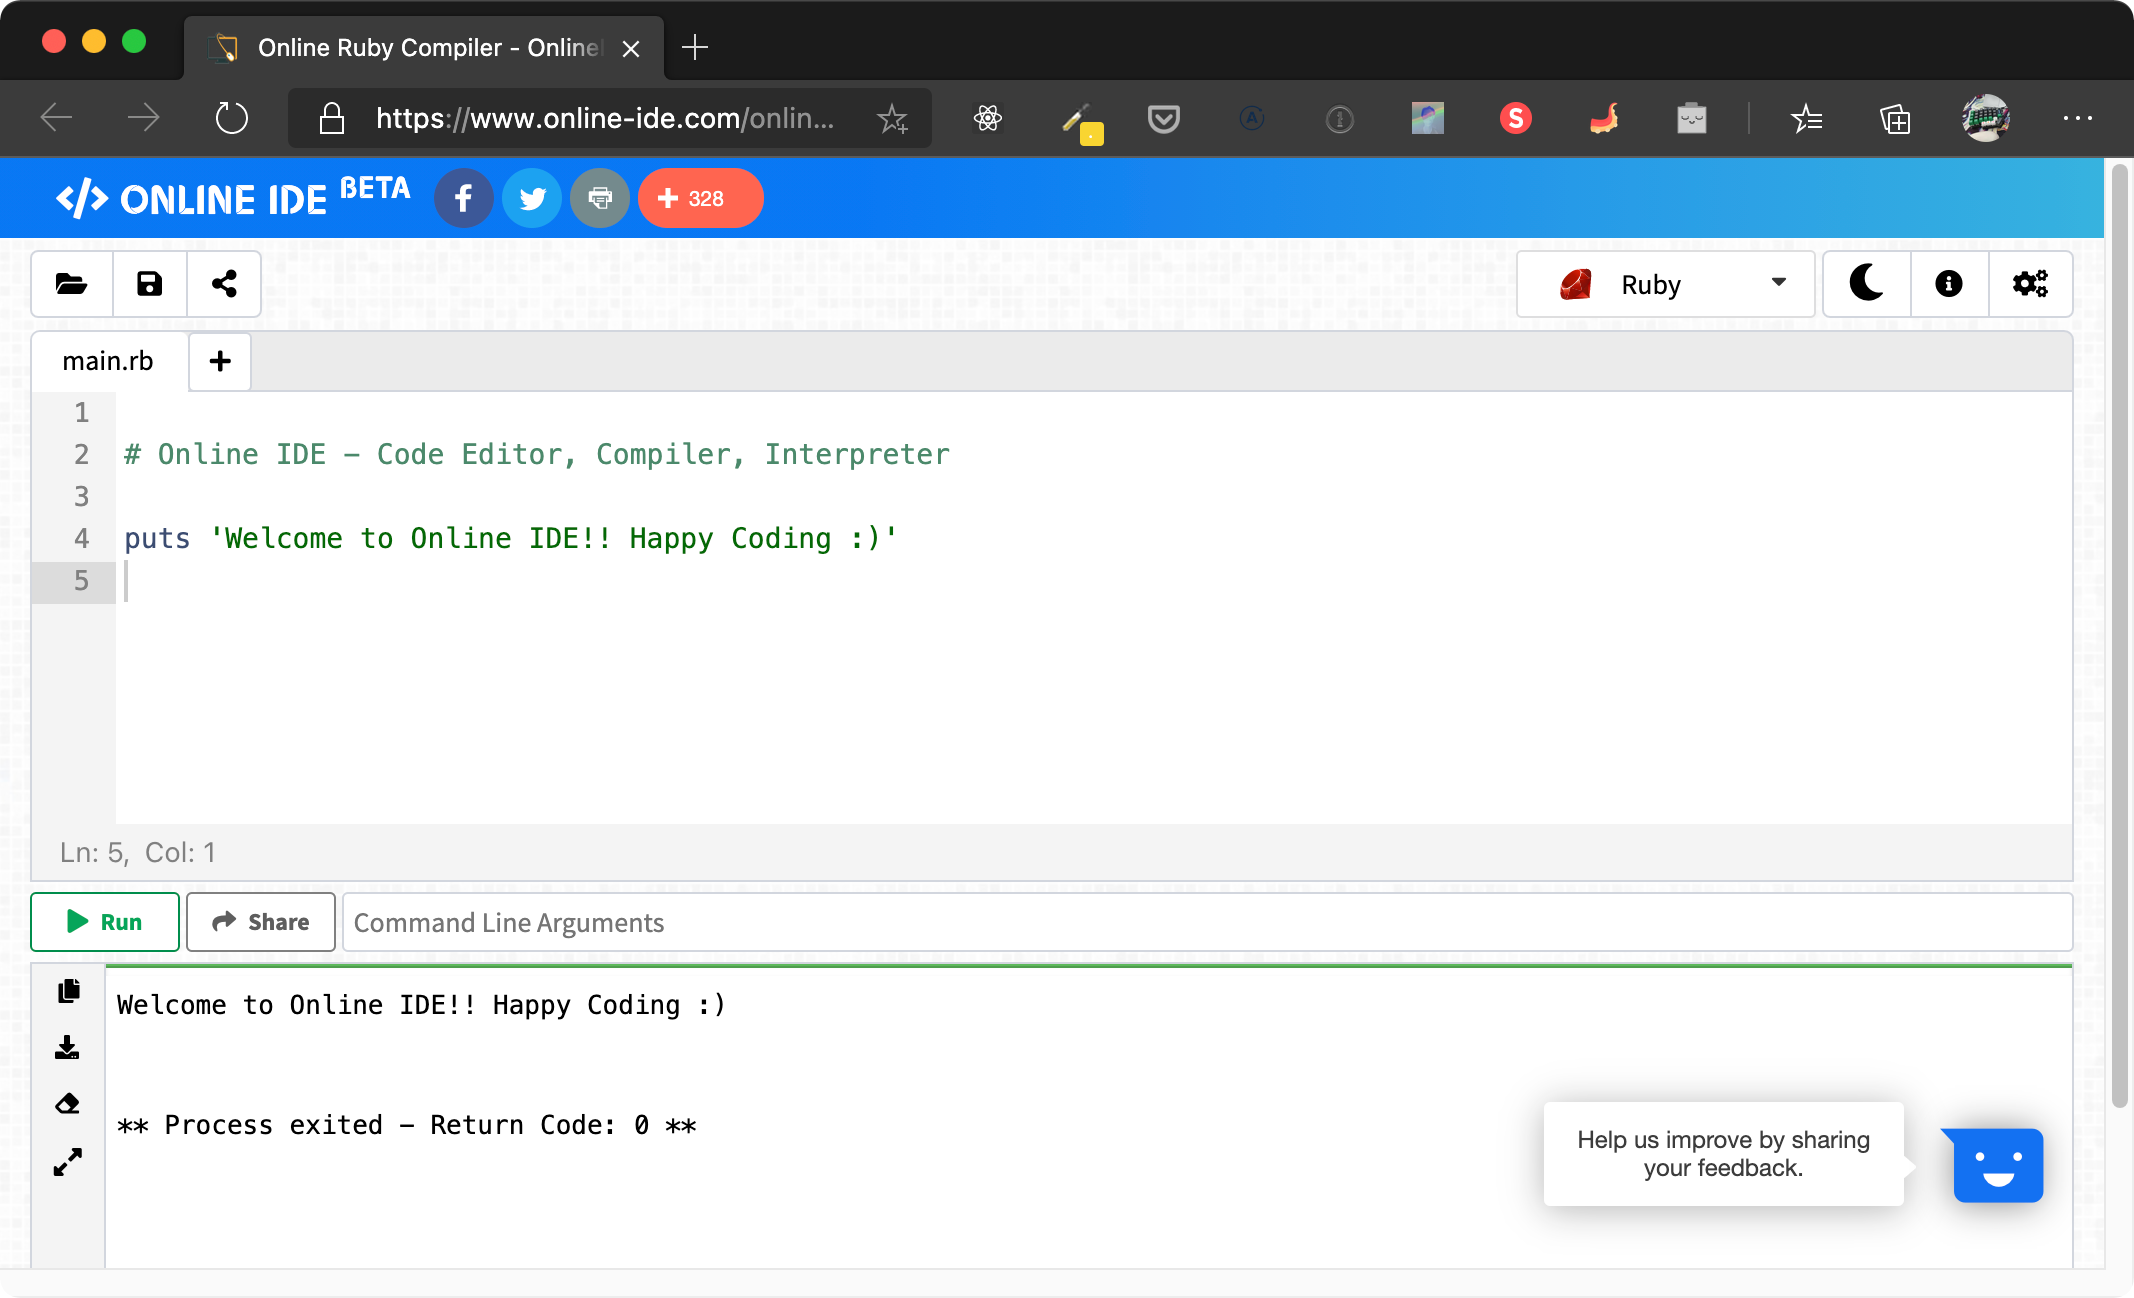 Online Ruby Compiler - Online
https://www.online-ide.com/onlin...
</> ONLINE IDE BETA
328
Ruby
main.rb
1
2 # Online IDE - Code Editor, Compiler, Interpreter
3
4 puts 'Welcome to Online IDE!! Happy Coding :)'
5
Ln: 5, Col: 1
Run
Share
Command Line Arguments
Welcome to Online IDE!! Happy Coding :)
** Process exited - Return Code: 0 **
Help us improve by sharing
your feedback.